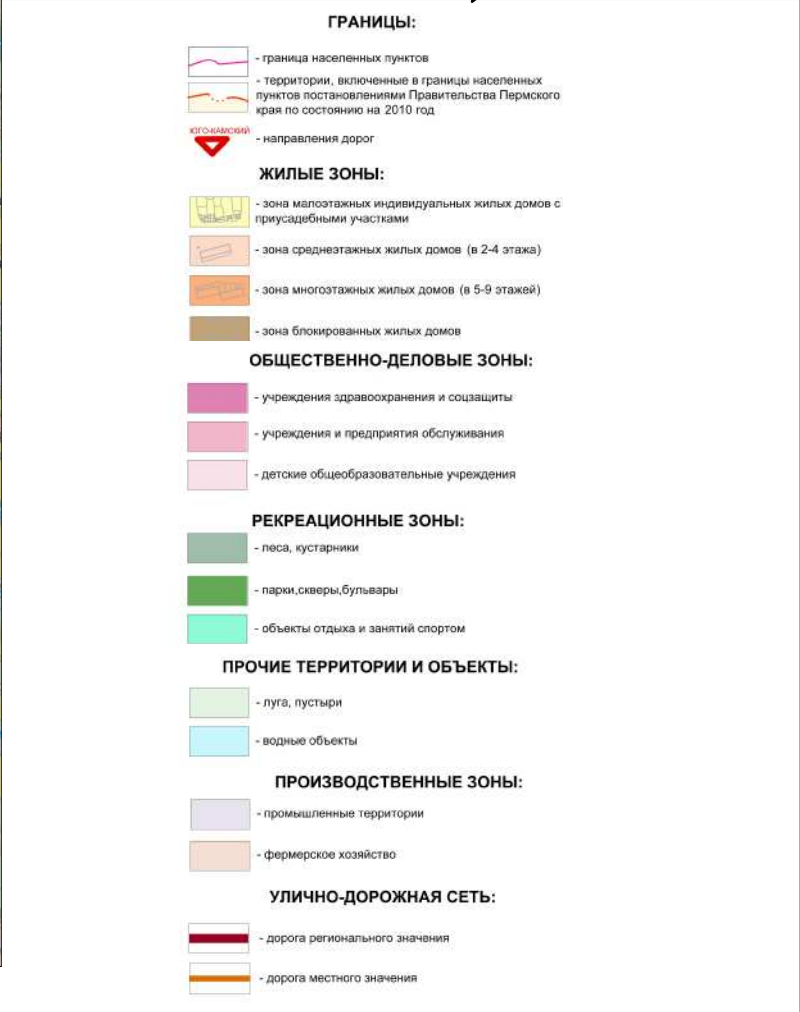 ГРАНИЦЫ:
- граница населенных пунктов
- территории, включенные в границы населенных
пунктов постановлениями Правительства Пермского
края по состоянию на 2010 год
ЮГО-КАМСКИЙ
- направления дорог
ЖИЛЫЕ ЗОНЫ:
- зона малоэтажных индивидуальных жилых домов с
приусадебными участками
- зона среднеэтажных жилых домов (в 2-4 этажа)
- зона многоэтажных жилых домов (в 5-9 этажей)
- зона блокированных жилых домов
ОБЩЕСТВЕННО-ДЕЛОВЫЕ ЗОНЫ:
- учреждения здравоохранения и соцзащиты
- учреждения и предприятия обслуживания
- детские общеобразовательные учреждения
РЕКРЕАЦИОННЫЕ ЗОНЫ:
- леса, кустарники
- парки,скверы,бульвары
- объекты отдыха и занятий спортом
ПРОЧИЕ ТЕРРИТОРИИ И ОБЪЕКТЫ:
- луга, пустыри
- водные объекты
ПРОИЗВОДСТВЕННЫЕ ЗОНЫ:
- промышленные территории
- фермерское хозяйство
УЛИЧНО-ДОРОЖНАЯ СЕТЬ:
- дорога регионального значения
- дорога местного значения